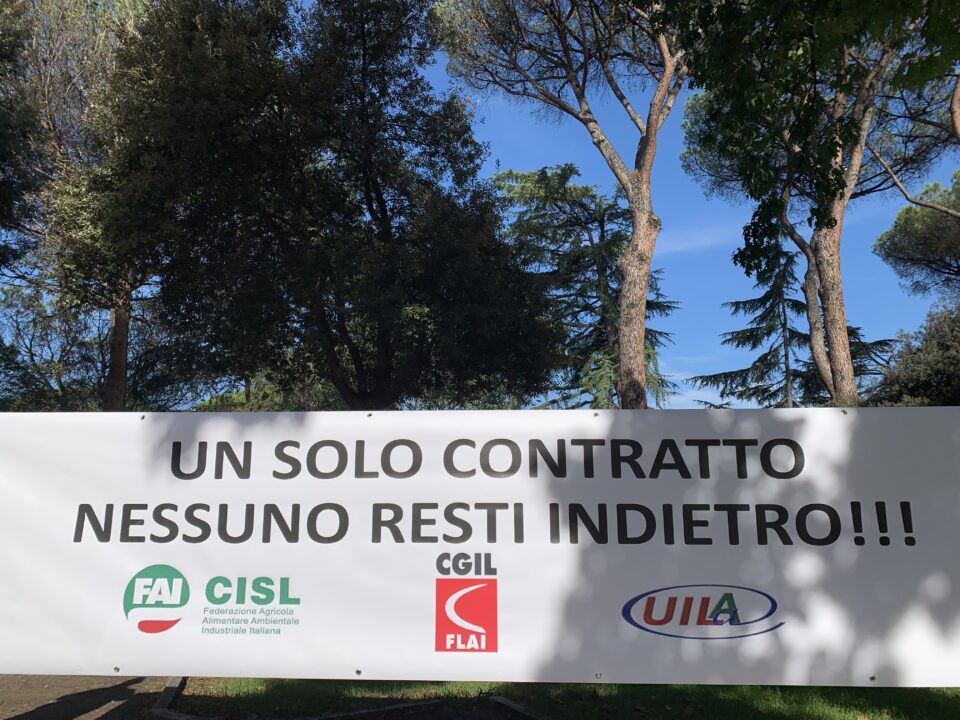 UN SOLO CONTRATTO
NESSUNO RESTI INDIETRO!!!
FAI CISL
Federazione Agricola
Alimentare Ambientale
Industriale Italiana
CGIL
FLAI
UILA